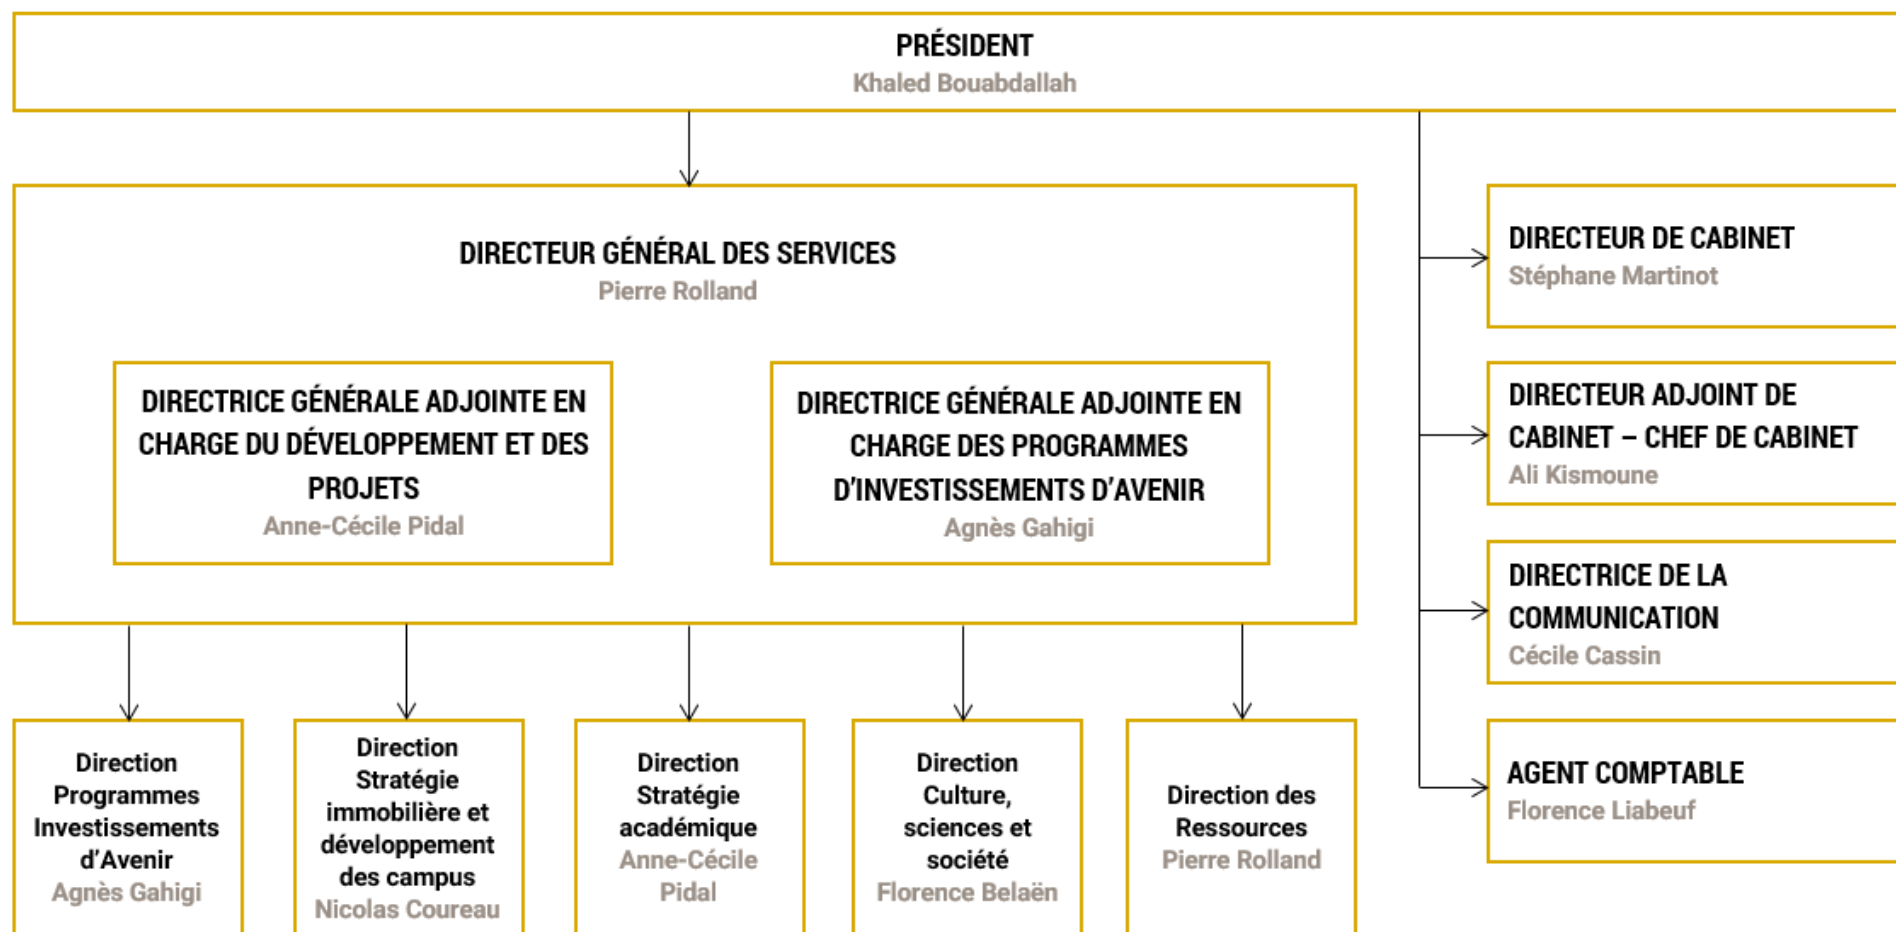 PRÉSIDENT
Khaled Bouabdallah
DIRECTEUR GÉNÉRAL DES SERVICES
Pierre Rolland
DIRECTRICE GÉNÉRALE ADJOINTE EN
CHARGE DU DÉVELOPPEMENT ET DES
PROJETS
Anne-Cécile Pidal
DIRECTRICE GÉNÉRALE ADJOINTE EN
CHARGE DES PROGRAMMES
D'INVESTISSEMENTS D'AVENIR
Agnès Gahigi
DIRECTEUR DE CABINET
Stéphane Martinot
DIRECTEUR ADJOINT DE
CABINET – CHEF DE CABINET
Ali Kismoune
DIRECTRICE DE LA
COMMUNICATION
Cécile Cassin
AGENT COMPTABLE
Florence Liabeuf
Direction
Programmes
Investissements
d'Avenir
Agnès Gahigi
Direction
Stratégie
immobilière et
développement
des campus
Nicolas Coureau
Direction
Stratégie
académique
Anne-Cécile
Pidal
Direction
Culture,
sciences et
société
Florence Belaën
Direction des
Ressources
Pierre Rolland